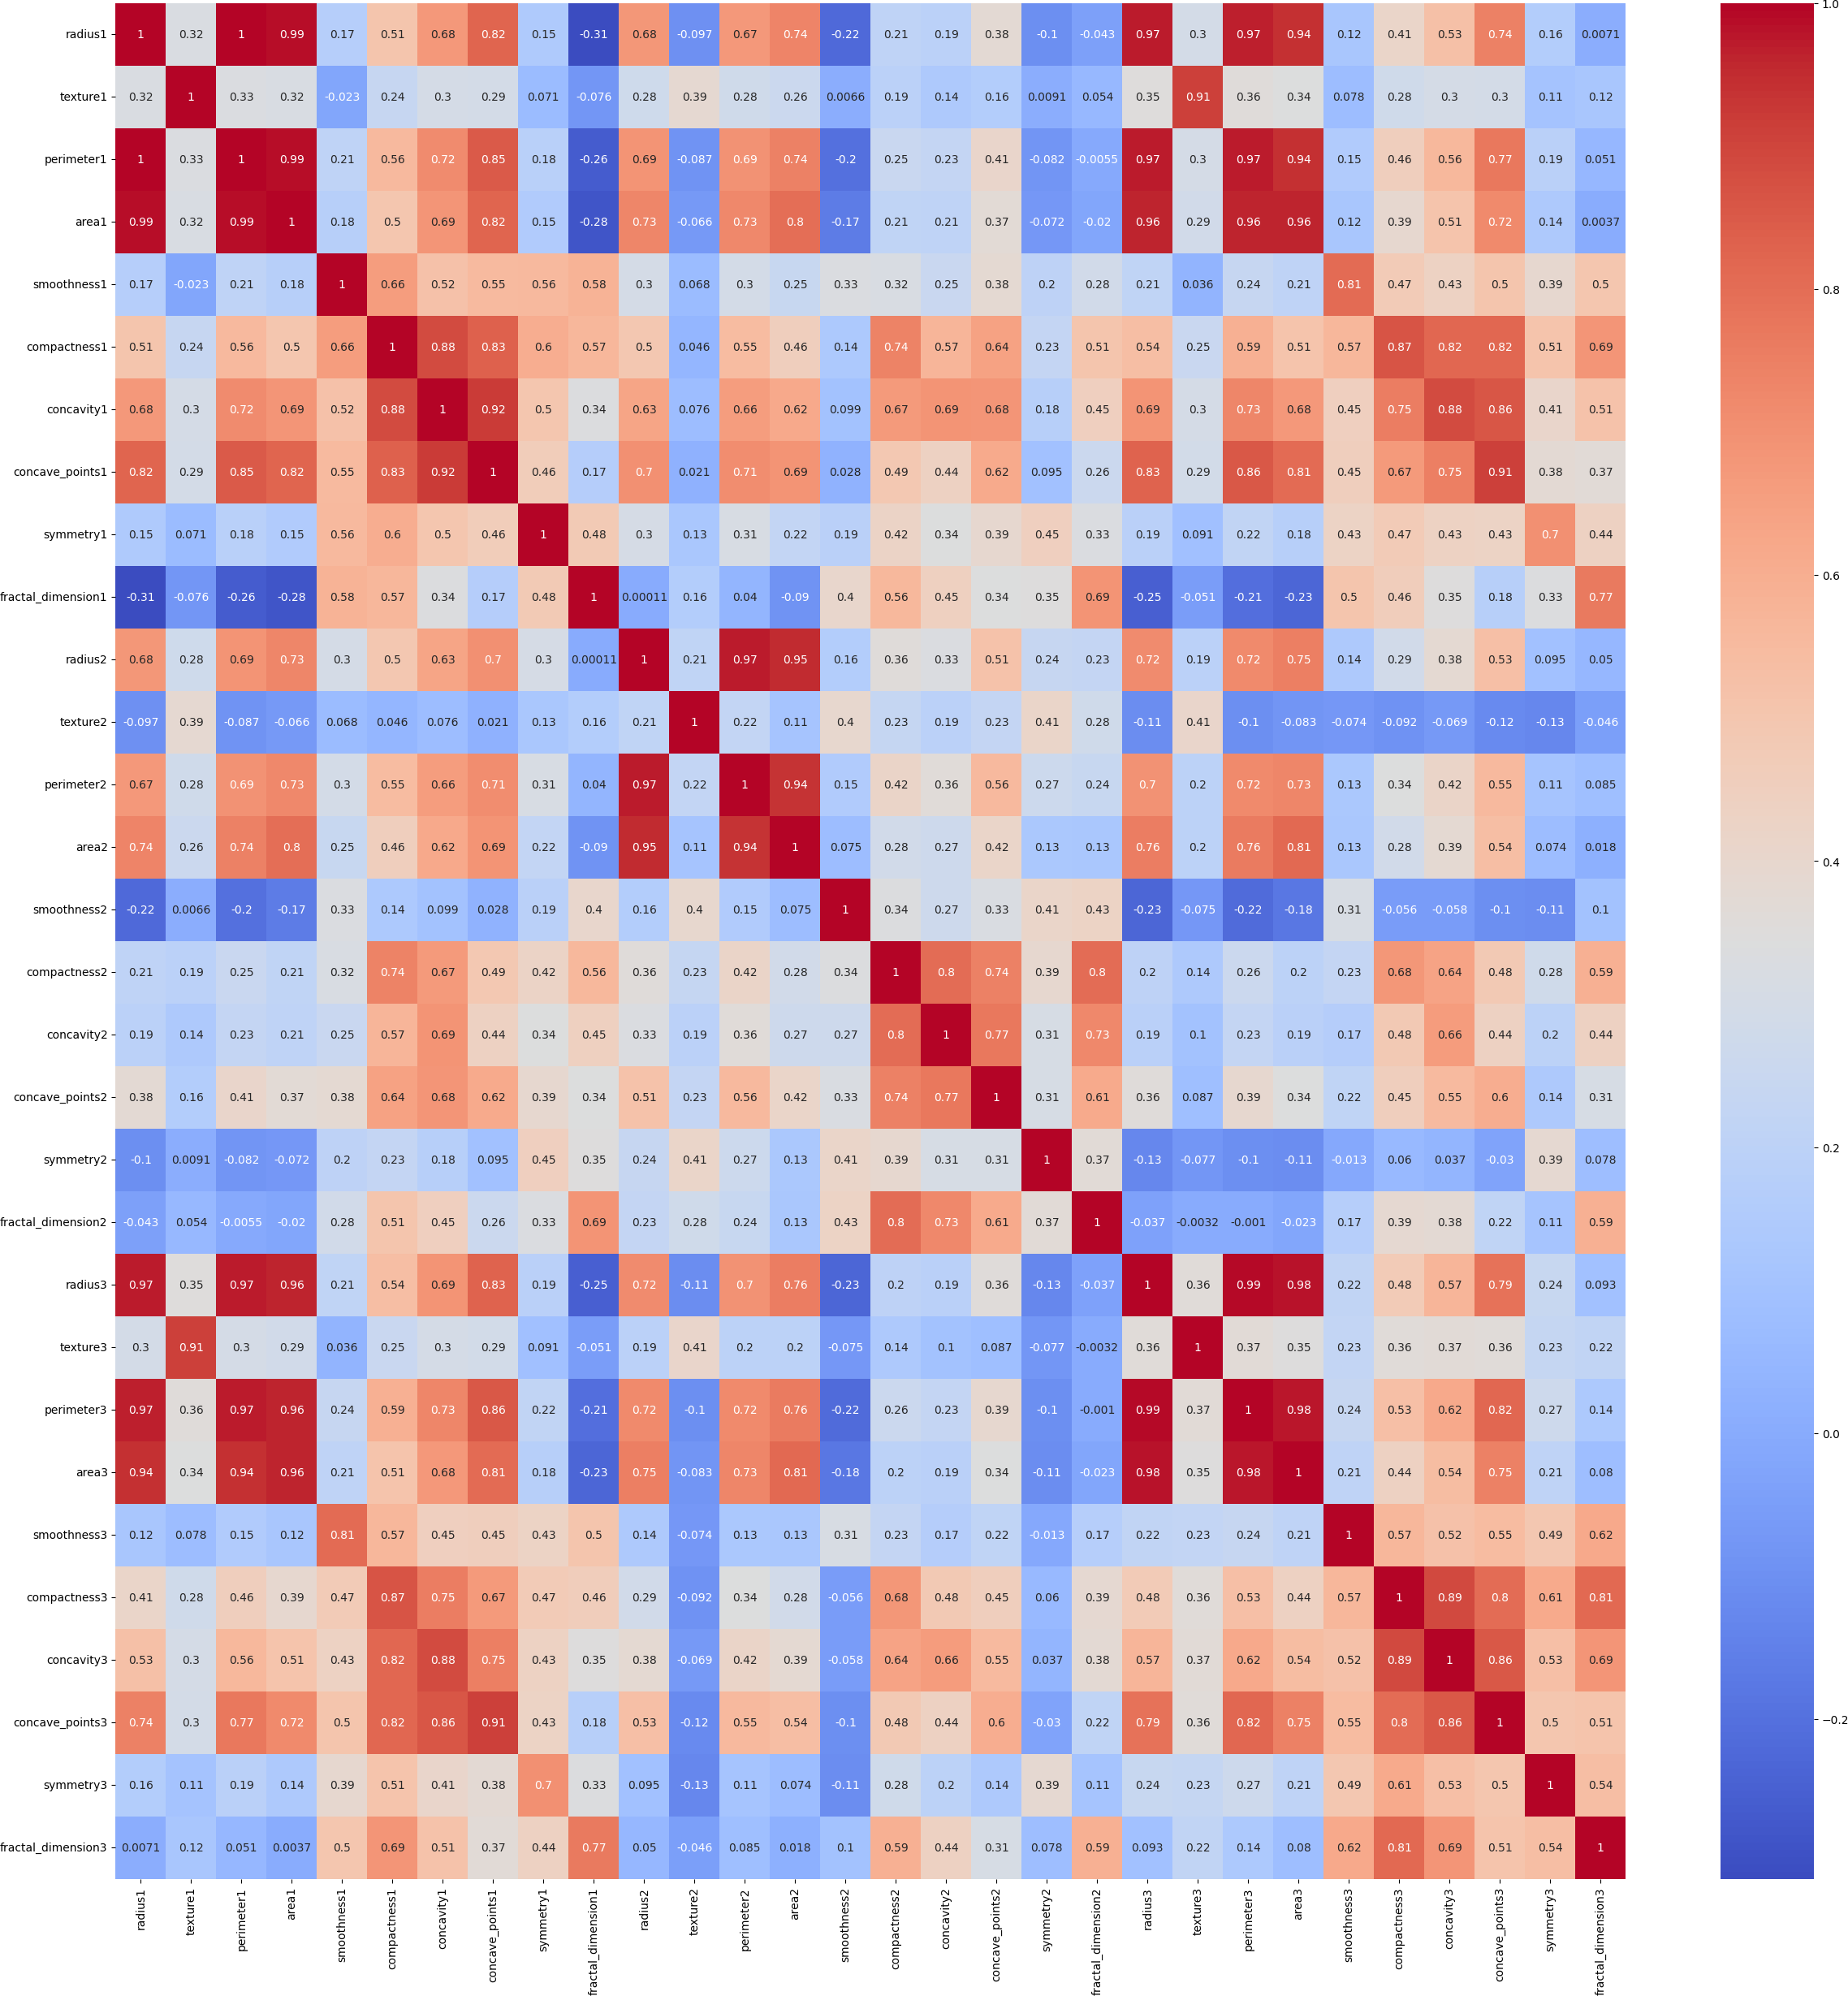 radius1 1 0.32 1 0.99 0.17 0.51 0.68 0.82 0.15 -0.31 0.68 -0.097 0.67 0.74 -0.22 0.21 0.19 0.38 -0.1 -0.043 0.97 0.3 0.97 0.94 0.12 0.41 0.53 0.74 0.16 0.0071 1.0
texture1 0.32 1 0.33 0.32 -0.023 0.24 0.3 0.29 0.071 -0.076 0.28 0.39 0.28 0.26 0.0066 0.19 0.14 0.16 0.0091 0.054 0.35 0.91 0.36 0.34 0.078 0.28 0.3 0.3 0.11 0.12
perimeter1 1 0.33 1 0.99 0.21 0.56 0.72 0.85 0.18 -0.26 0.69 -0.087 0.69 0.74 -0.2 0.25 0.23 0.41 -0.082 -0.0055 0.97 0.3 0.97 0.94 0.15 0.46 0.56 0.77 0.19 0.051
area1 0.99 0.32 0.99 1 0.18 0.5 0.69 0.82 0.15 -0.28 0.73 -0.066 0.73 0.8 -0.17 0.21 0.21 0.37 -0.072 -0.02 0.96 0.29 0.96 0.96 0.12 0.39 0.51 0.72 0.14 0.0037
smoothness1 0.17 -0.023 0.21 0.18 1 0.66 0.52 0.55 0.56 0.58 0.3 0.068 0.3 0.25 0.33 0.32 0.25 0.38 0.2 0.28 0.21 0.036 0.24 0.21 0.81 0.47 0.43 0.5 0.39 0.5 0.8
compactness1 0.51 0.24 0.56 0.5 0.66 1 0.88 0.83 0.6 0.57 0.5 0.046 0.55 0.46 0.14 0.74 0.57 0.64 0.23 0.51 0.54 0.25 0.59 0.51 0.57 0.87 0.82 0.82 0.51 0.69
concavity1 0.68 0.3 0.72 0.69 0.52 0.88 1 0.92 0.5 0.34 0.63 0.076 0.66 0.62 0.099 0.67 0.69 0.68 0.18 0.45 0.69 0.3 0.73 0.68 0.45 0.75 0.88 0.86 0.41 0.51
concave_points1 0.82 0.29 0.85 0.82 0.55 0.83 0.92 1 0.46 0.17 0.7 0.021 0.71 0.69 0.028 0.49 0.44 0.62 0.095 0.26 0.83 0.29 0.86 0.81 0.45 0.67 0.75 0.91 0.38 0.37
symmetry1 0.15 0.071 0.18 0.15 0.56 0.6 0.5 0.46 1 0.48 0.3 0.13 0.31 0.22 0.19 0.42 0.34 0.39 0.45 0.33 0.19 0.091 0.22 0.18 0.43 0.47 0.43 0.43 0.7 0.44
0.6
fractal_dimension1 -0.31 -0.076 -0.26 -0.28 0.58 0.57 0.34 0.17 0.48 1 0.00011 0.16 0.04 -0.09 0.4 0.56 0.45 0.34 0.35 0.69 -0.25 -0.051 -0.21 -0.23 0.5 0.46 0.35 0.18 0.33 0.77
radius2 0.68 0.28 0.69 0.73 0.3 0.5 0.63 0.7 0.3 0.00011 1 0.21 0.97 0.95 0.16 0.36 0.33 0.51 0.24 0.23 0.72 0.19 0.72 0.75 0.14 0.29 0.38 0.53 0.095 0.05
texture2 -0.097 0.39 -0.087 -0.066 0.068 0.046 0.076 0.021 0.13 0.16 0.21 1 0.22 0.11 0.4 0.23 0.19 0.23 0.41 0.28 -0.11 0.41 -0.1 -0.083 -0.074 -0.092 -0.069 -0.12 -0.13 -0.046
perimeter2 0.67 0.28 0.69 0.73 0.3 0.55 0.66 0.71 0.31 0.04 0.97 0.22 1 0.94 0.15 0.42 0.36 0.56 0.27 0.24 0.7 0.2 0.72 0.73 0.13 0.34 0.42 0.55 0.11 0.085
area2 0.74 0.26 0.74 0.8 0.25 0.46 0.62 0.69 0.22 -0.09 0.95 0.11 0.94 1 0.075 0.28 0.27 0.42 0.13 0.13 0.76 0.2 0.76 0.81 0.13 0.28 0.39 0.54 0.074 0.018
0.4
smoothness2 -0.22 0.0066 -0.2 -0.17 0.33 0.14 0.099 0.028 0.19 0.4 0.16 0.4 0.15 0.075 1 0.34 0.27 0.33 0.41 0.43 -0.23 -0.075 -0.22 -0.18 0.31 -0.056 -0.058 -0.1 -0.11 0.1
compactness2 0.21 0.19 0.25 0.21 0.32 0.74 0.67 0.49 0.42 0.56 0.36 0.23 0.42 0.28 0.34 1 0.8 0.74 0.39 0.8 0.2 0.14 0.26 0.2 0.23 0.68 0.64 0.48 0.28 0.59
concavity2 0.19 0.14 0.23 0.21 0.25 0.57 0.69 0.44 0.34 0.45 0.33 0.19 0.36 0.27 0.27 0.8 1 0.77 0.31 0.73 0.19 0.1 0.23 0.19 0.17 0.48 0.66 0.44 0.2 0.44
concave_points2 0.38 0.16 0.41 0.37 0.38 0.64 0.68 0.62 0.39 0.34 0.51 0.23 0.56 0.42 0.33 0.74 0.77 1 0.31 0.61 0.36 0.087 0.39 0.34 0.22 0.45 0.55 0.6 0.14 0.31
symmetry2 -0.1 0.0091 -0.082 -0.072 0.2 0.23 0.18 0.095 0.45 0.35 0.24 0.41 0.27 0.13 0.41 0.39 0.31 0.31 1 0.37 -0.13 -0.077 -0.1 -0.11 -0.013 0.06 0.037 -0.03 0.39 0.078 0.2
fractal_dimension2 -0.043 0.054 -0.0055 -0.02 0.28 0.51 0.45 0.26 0.33 0.69 0.23 0.28 0.24 0.13 0.43 0.8 0.73 0.61 0.37 1 -0.037 -0.0032 -0.001 -0.023 0.17 0.39 0.38 0.22 0.11 0.59
radius3 0.97 0.35 0.97 0.96 0.21 0.54 0.69 0.83 0.19 -0.25 0.72 -0.11 0.7 0.76 -0.23 0.2 0.19 0.36 -0.13 -0.037 1 0.36 0.99 0.98 0.22 0.48 0.57 0.79 0.24 0.093
texture3 0.3 0.91 0.3 0.29 0.036 0.25 0.3 0.29 0.091 -0.051 0.19 0.41 0.2 0.2 -0.075 0.14 0.1 0.087 -0.077 -0.0032 0.36 1 0.37 0.35 0.23 0.36 0.37 0.36 0.23 0.22
perimeter3 0.97 0.36 0.97 0.96 0.24 0.59 0.73 0.86 0.22 -0.21 0.72 -0.1 0.72 0.76 -0.22 0.26 0.23 0.39 -0.1 -0.001 0.99 0.37 1 0.98 0.24 0.53 0.62 0.82 0.27 0.14
0.0
area3 0.94 0.34 0.94 0.96 0.21 0.51 0.68 0.81 0.18 -0.23 0.75 -0.083 0.73 0.81 -0.18 0.2 0.19 0.34 -0.11 -0.023 0.98 0.35 0.98 1 0.21 0.44 0.54 0.75 0.21 0.08
smoothness3 0.12 0.078 0.15 0.12 0.81 0.57 0.45 0.45 0.43 0.5 0.14 -0.074 0.13 0.13 0.31 0.23 0.17 0.22 -0.013 0.17 0.22 0.23 0.24 0.21 1 0.57 0.52 0.55 0.49 0.62
compactness3 0.41 0.28 0.46 0.39 0.47 0.87 0.75 0.67 0.47 0.46 0.29 -0.092 0.34 0.28 -0.056 0.68 0.48 0.45 0.06 0.39 0.48 0.36 0.53 0.44 0.57 1 0.89 0.8 0.61 0.81
concavity3 0.53 0.3 0.56 0.51 0.43 0.82 0.88 0.75 0.43 0.35 0.38 -0.069 0.42 0.39 -0.058 0.64 0.66 0.55 0.037 0.38 0.57 0.37 0.62 0.54 0.52 0.89 1 0.86 0.53 0.69
concave_points3 0.74 0.3 0.77 0.72 0.5 0.82 0.86 0.91 0.43 0.18 0.53 -0.12 0.55 0.54 -0.1 0.48 0.44 0.6 -0.03 0.22 0.79 0.36 0.82 0.75 0.55 0.8 0.86 1 0.5 0.51 −0.2
symmetry3 0.16 0.11 0.19 0.14 0.39 0.51 0.41 0.38 0.7 0.33 0.095 -0.13 0.11 0.074 -0.11 0.28 0.2 0.14 0.39 0.11 0.24 0.23 0.27 0.21 0.49 0.61 0.53 0.5 1 0.54
fractal_dimension3 0.0071 0.12 0.051 0.0037 0.5 0.69 0.51 0.37 0.44 0.77 0.05 -0.046 0.085 0.018 0.1 0.59 0.44 0.31 0.078 0.59 0.093 0.22 0.14 0.08 0.62 0.81 0.69 0.51 0.54 1
radius1 texture1 perimeter1 area1 smoothness1 compactness1 concavity1 concave_points1 symmetry1 fractal_dimension1 radius2 texture2 perimeter2 area2 smoothness2 compactness2 concavity2 concave_points2 symmetry2 fractal_dimension2 radius3 texture3 perimeter3 area3 smoothness3 compactness3 concavity3 concave_points3 symmetry3 fractal_dimension3